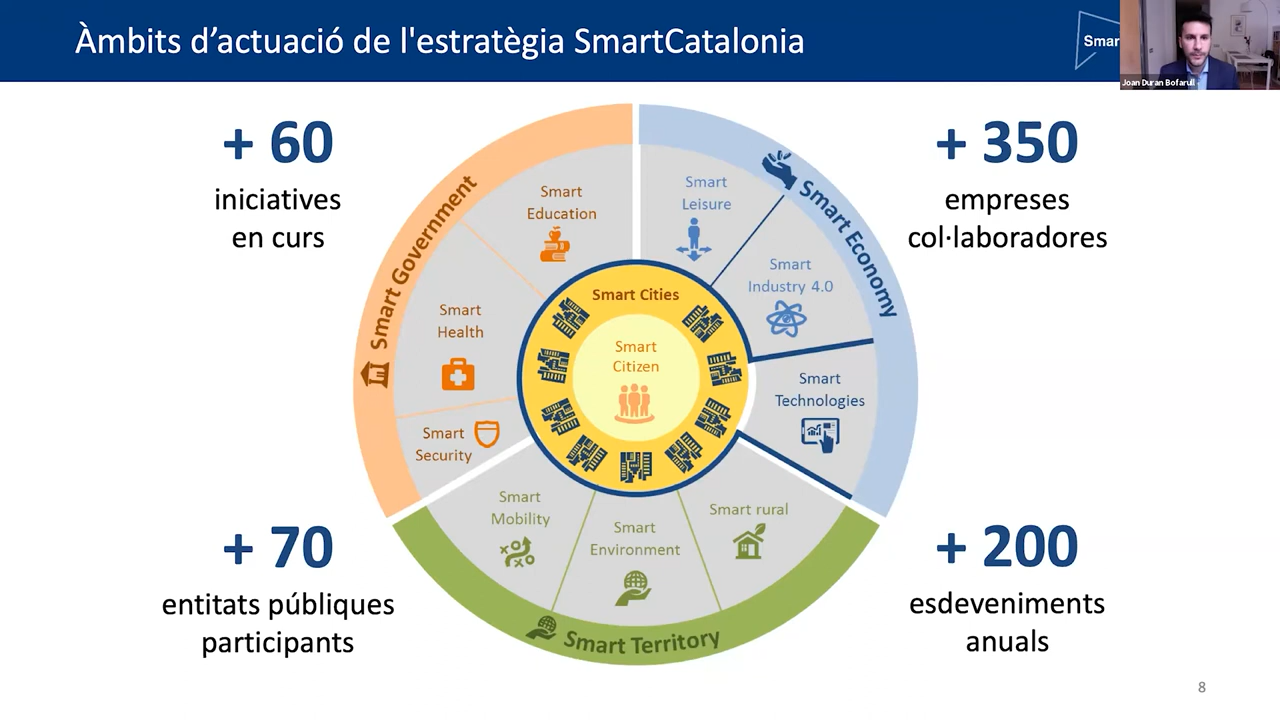 Àmbits d’actuació de l'estratègia SmartCatalonia
Smar
Joan Duran Bofarull
+ 60
iniciatives
en curs
+ 350
empreses
col·laboradores
Smart Government
Smart Economy
Smart Territory
Smart
Education
Smart
Leisure
Smart
Industry 4.0
Smart
Health
Smart Cities
Smart
Citizen
Smart
Technologies
Smart
Security
Smart
Mobility
Smart
Environment
Smart rural
+ 70
entitats públiques
participants
+ 200
esdeveniments
anuals
8